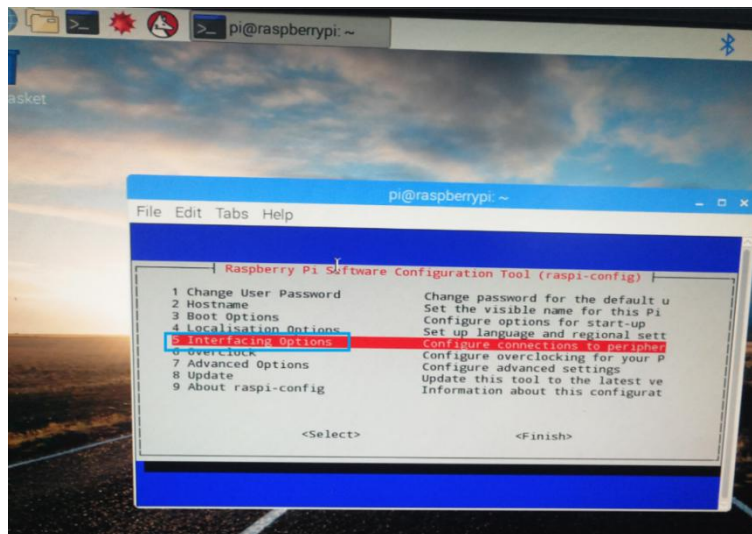 pi@raspberrypi: ~
asket
pi@raspberrypi: ~
File Edit Tabs Help
Raspberry Pi Software Configuration Tool (raspi-config)
1 Change User Password Change password for the default u
2 Hostname Set the visible name for this Pi
3 Boot Options Configure options for start-up
4 Localisation Options Set up language and regional sett
5 Interfacing Options Configure connections to peripher
6 Overclock Configure overclocking for your P
7 Advanced Options Configure advanced settings
8 Update Update this tool to the latest ve
9 About raspi-config Information about this configurat
<Select> <Finish>